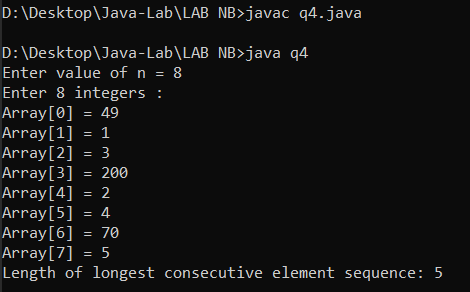 D:\Desktop\Java-Lab\LAB NB>javac q4.java
D:\Desktop\Java-Lab\LAB NB>java q4
Enter value of n = 8
Enter 8 integers :
Array[0] = 49
Array[1] = 1
Array[2] = 3
Array[3] = 200
Array[4] = 2
Array[5] = 4
Array[6] = 70
Array[7] = 5
Length of longest consecutive element sequence: 5